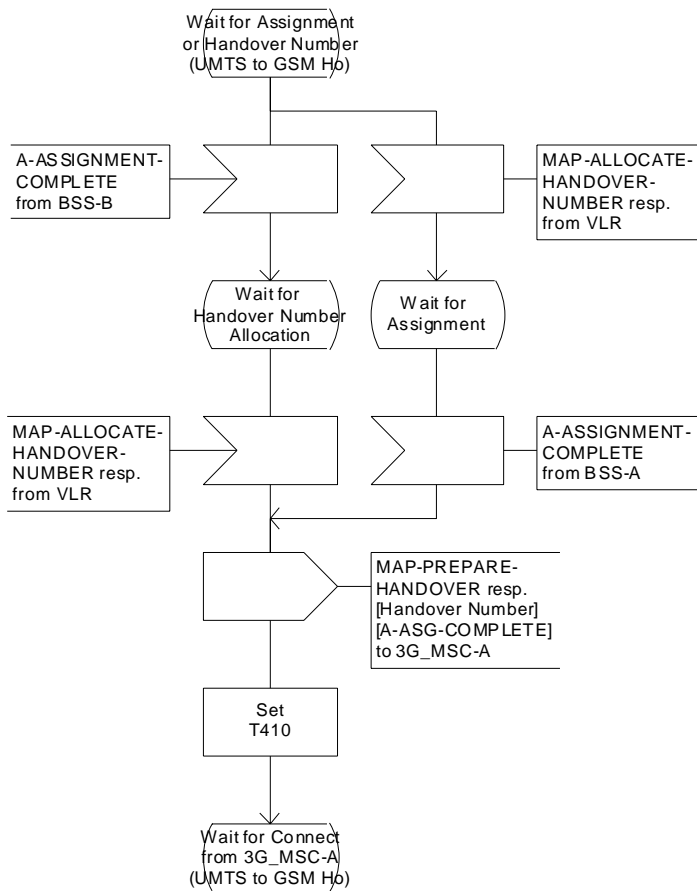 Wait for Assignment
or Handover Number
(UMTS to GSM Ho)
A-ASSIGNMENT-
COMPLETE
from BSS-B
MAP-ALLOCATE-
HANDOVER-
NUMBER resp.
from VLR
Wait for
Handover Number
Allocation
Wait for
Assignment
MAP-ALLOCATE-
HANDOVER-
NUMBER resp.
from VLR
A-ASSIGNMENT-
COMPLETE
from BSS-A
MAP-PREPARE-
HANDOVER resp.
[Handover Number]
[A-ASG-COMPLETE]
to 3G_MSC-A
Set
T410
Wait for Connect
from 3G_MSC-A
(UMTS to GSM Ho)